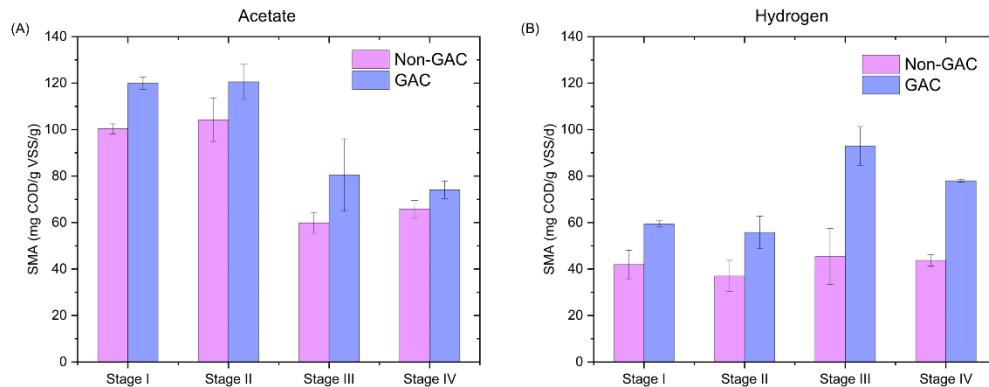 Acetate
(A)
140
120
100
80
60
40
20
0
SMA (mg COD/g VSS/g)
Non-GAC
GAC
Stage I Stage II Stage III Stage IV
Hydrogen
(B)
140
120
100
80
60
40
20
0
SMA (mg COD/g VSS/d)
Non-GAC
GAC
Stage I Stage II Stage III Stage IV